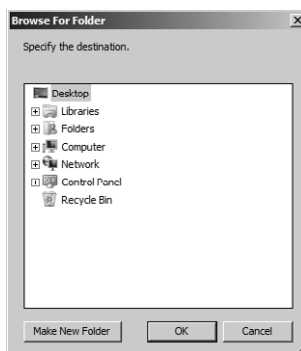 Browse For Folder
Specify the destination.
Desktop
Libraries
Folders
Computer
Network
Control Panel
Recycle Bin
Make New Folder
OK
Cancel